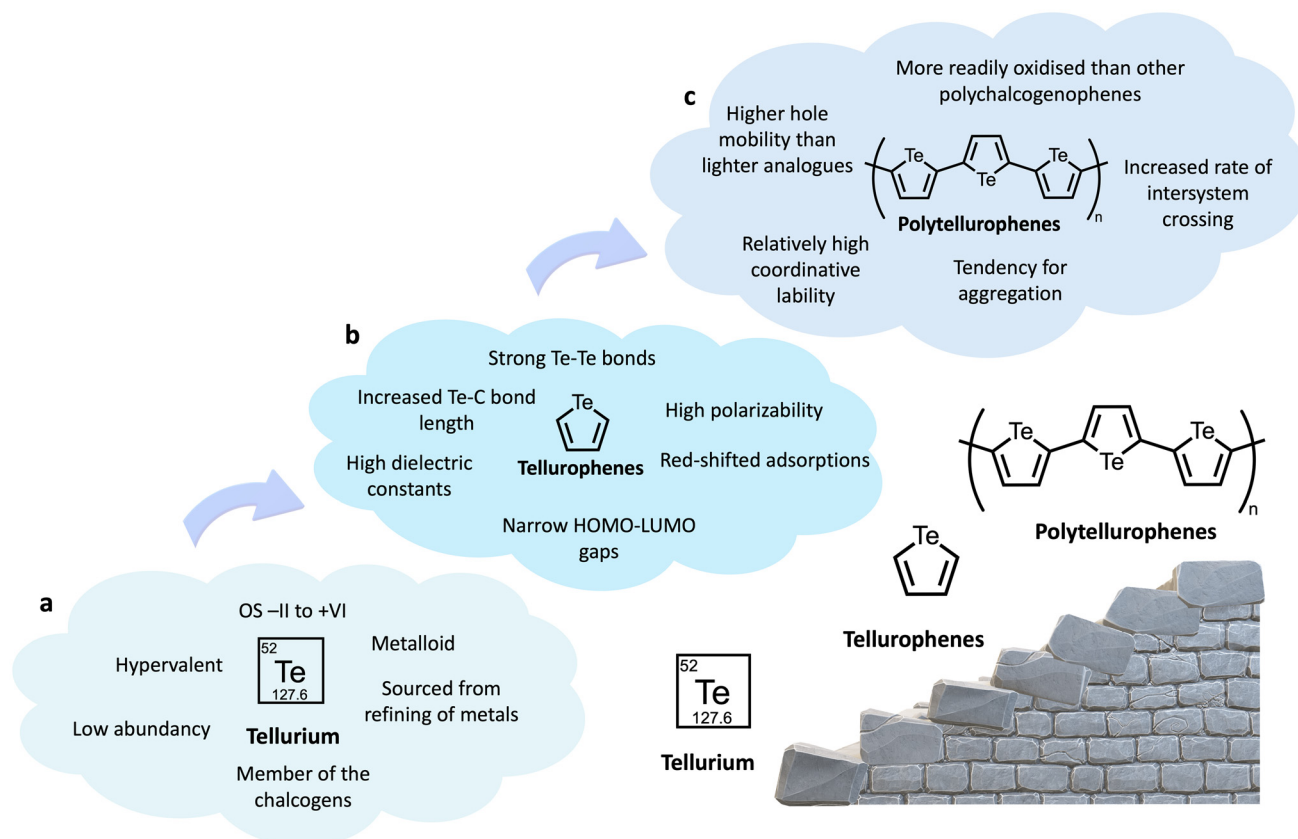 c
More readily oxidised than other
polychalcogenophenes
Higher hole
mobility than
lighter analogues
Te
Te
Te
n
Polytellurophenes
Increased rate of
intersystem
crossing
Relatively high
coordinative
lability
Tendency for
aggregation
b
Strong Te-Te bonds
Increased Te-C bond
length
Te
High polarizability
Tellurophenes
High dielectric
constants
Red-shifted adsorptions
Narrow HOMO-LUMO
gaps
a
OS –II to +VI
Hypervalent
52
Te
127.6
Metalloid
Sourced from
refining of metals
Low abundancy
Tellurium
Member of the
chalcogens
Te
Te
Te
n
Polytellurophenes
Te
Tellurophenes
52
Te
127.6
Tellurium